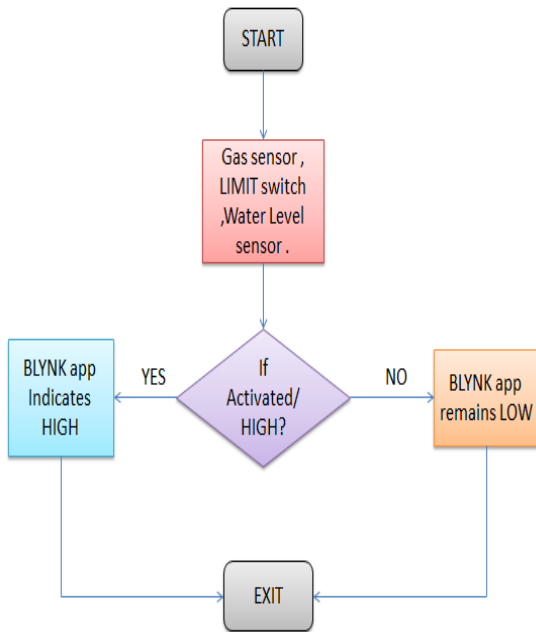 START
Gas sensor ,
LIMIT switch
,Water Level
sensor .
If
Activated/
HIGH?
YES
NO
BLYNK app
Indicates
HIGH
BLYNK app
remains LOW
EXIT